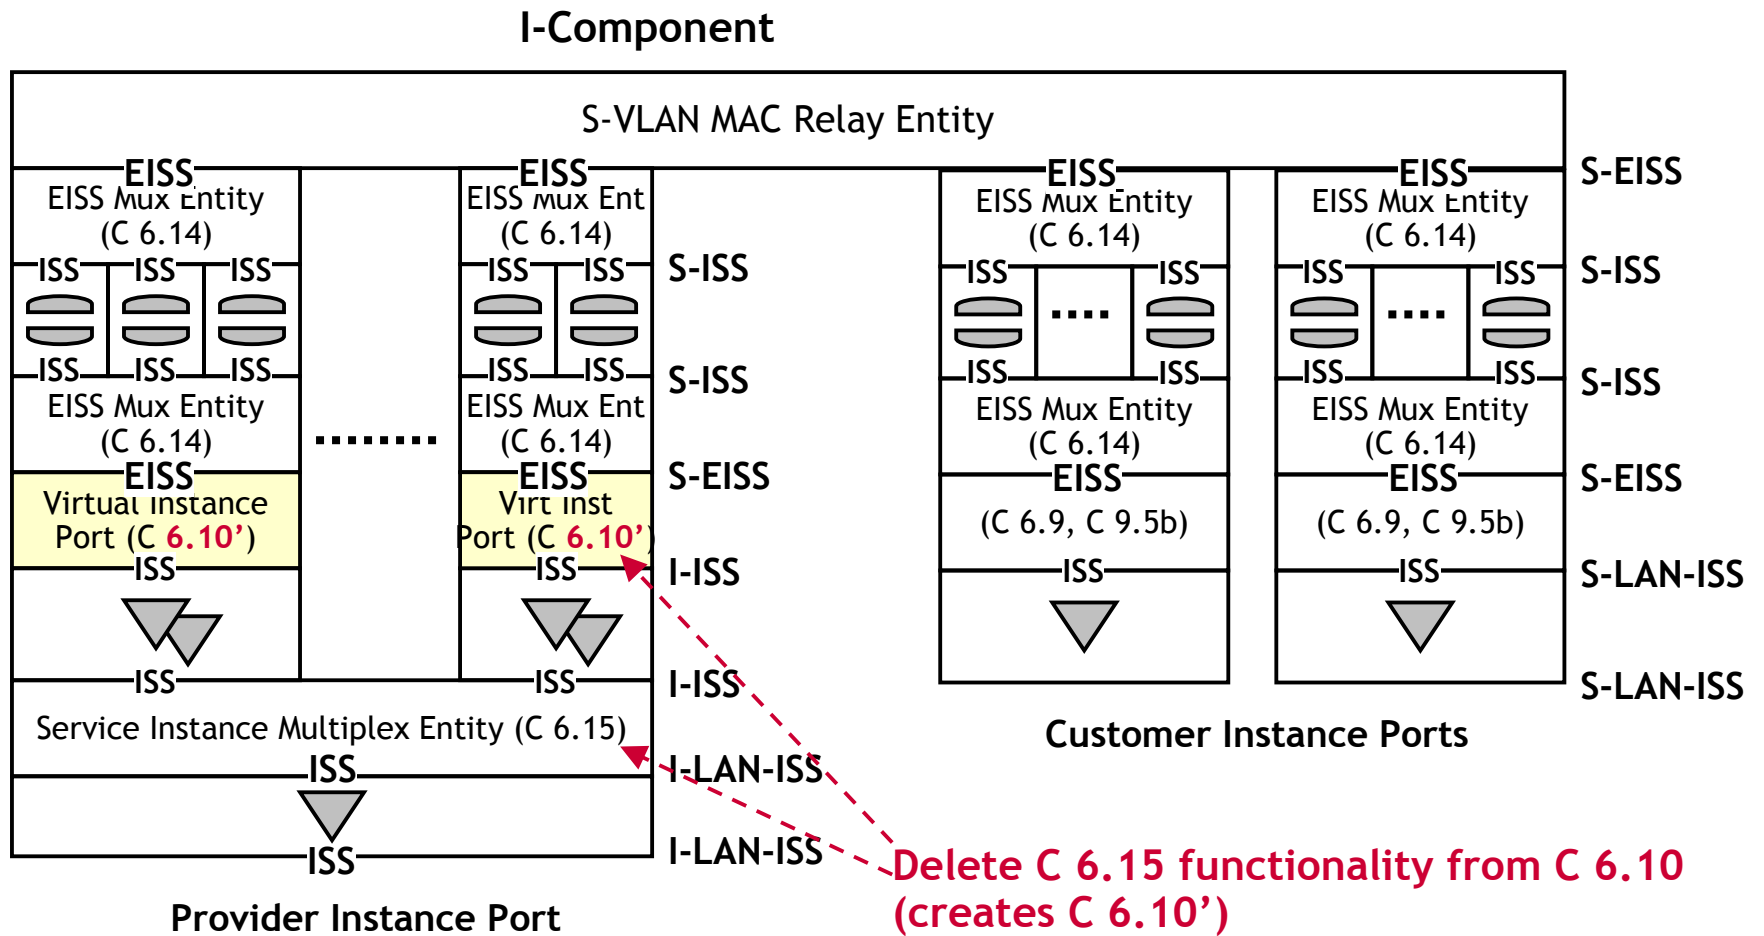 I-Component
S-VLAN MAC Relay Entity
EISS EISS EISS EISS S-EISS
EISS Mux Entity EISS Mux Ent EISS Mux Entity EISS Mux Entity
(C 6.14) (C 6.14) (C 6.14) (C 6.14)
ISS ISS ISS ISS ISS S-ISS ISS ISS ISS ISS S-ISS
.... ....
ISS ISS ISS ISS ISS S-ISS ISS ISS ISS ISS S-ISS
EISS Mux Entity EISS Mux Ent EISS Mux Entity EISS Mux Entity
(C 6.14) ........ (C 6.14) (C 6.14) (C 6.14)
EISS EISS S-EISS EISS EISS S-EISS
Virtual Instance Virt Inst
Port (C 6.10’) Port (C 6.10’) (C 6.9, C 9.5b) (C 6.9, C 9.5b)
ISS ISS I-ISS ISS ISS S-LAN-ISS
ISS ISS I-ISS S-LAN-ISS
Service Instance Multiplex Entity (C 6.15) Customer Instance Ports
ISS I-LAN-ISS
ISS I-LAN-ISS
Delete C 6.15 functionality from C 6.10
(creates C 6.10’)
Provider Instance Port